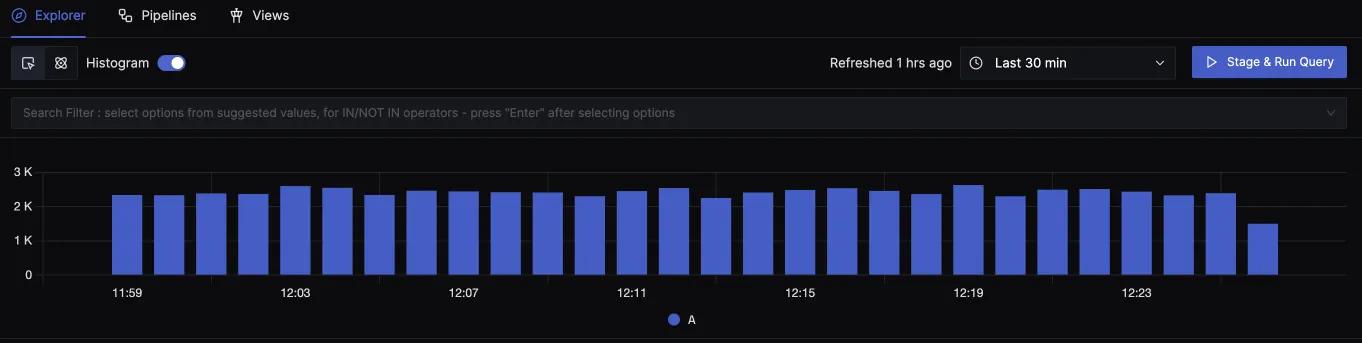 Explorer Pipelines Views
Histogram Refreshed 1 hrs ago Last 30 min Stage & Run Query
Search Filter : select options from suggested values, for IN/NOT IN operators - press "Enter" after selecting options
3 K
2 K
1 K
0
11:59 12:03 12:07 12:11 12:15 12:19 12:23
A